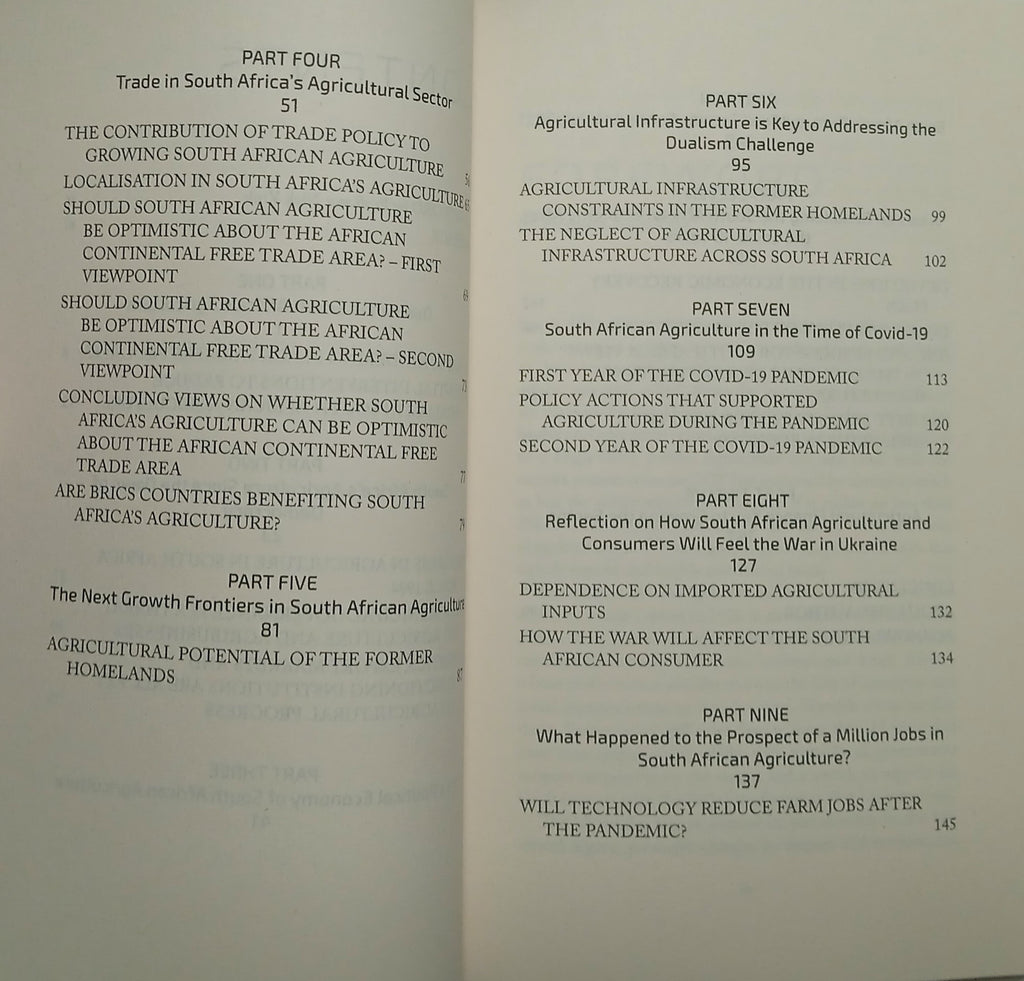 PART FOUR
Trade in South Africa's Agricultural Sector
51
THE CONTRIBUTION OF TRADE POLICY TO
GROWING SOUTH AFRICAN AGRICULTURE
LOCALISATION IN SOUTH AFRICA'S AGRICULTURE
SHOULD SOUTH AFRICAN AGRICULTURE
BE OPTIMISTIC ABOUT THE AFRICAN
CONTINENTAL FREE TRADE AREA? – FIRST
VIEWPOINT 69
SHOULD SOUTH AFRICAN AGRICULTURE
BE OPTIMISTIC ABOUT THE AFRICAN
CONTINENTAL FREE TRADE AREA? – SECOND
VIEWPOINT
CONCLUDING VIEWS ON WHETHER SOUTH
AFRICA'S AGRICULTURE CAN BE OPTIMISTIC
ABOUT THE AFRICAN CONTINENTAL FREE
TRADE AREA 77
ARE BRICS COUNTRIES BENEFITING SOUTH
AFRICA'S AGRICULTURE? 79
PART FIVE
The Next Growth Frontiers in South African Agriculture
81
AGRICULTURAL POTENTIAL OF THE FORMER
HOMELANDS 87
PART SIX
Agricultural Infrastructure is Key to Addressing the
Dualism Challenge
95
AGRICULTURAL INFRASTRUCTURE
CONSTRAINTS IN THE FORMER HOMELANDS 99
THE NEGLECT OF AGRICULTURAL
INFRASTRUCTURE ACROSS SOUTH AFRICA 102
PART SEVEN
South African Agriculture in the Time of Covid-19
109
FIRST YEAR OF THE COVID-19 PANDEMIC 113
POLICY ACTIONS THAT SUPPORTED
AGRICULTURE DURING THE PANDEMIC 120
SECOND YEAR OF THE COVID-19 PANDEMIC 122
PART EIGHT
Reflection on How South African Agriculture and
Consumers Will Feel the War in Ukraine
127
DEPENDENCE ON IMPORTED AGRICULTURAL
INPUTS 132
HOW THE WAR WILL AFFECT THE SOUTH
AFRICAN CONSUMER 134
PART NINE
What Happened to the Prospect of a Million Jobs in
South African Agriculture?
137
WILL TECHNOLOGY REDUCE FARM JOBS AFTER
THE PANDEMIC? 145